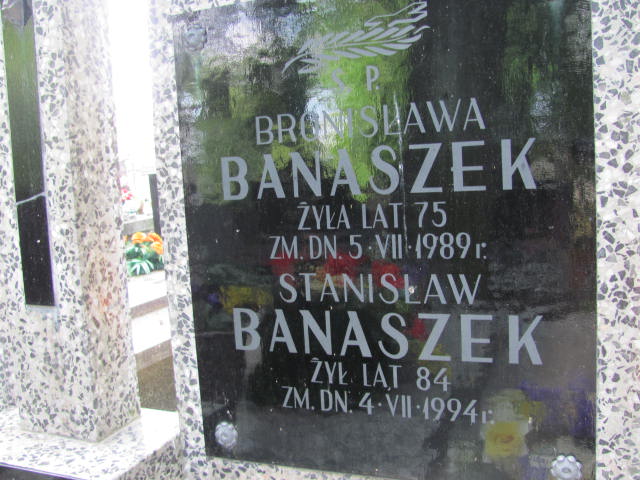 Ś. P.
BRONISŁAWA
BANASZEK
ŻYŁA LAT 75
ZM. DN 5·VII·1989 r.
STANISŁAW
BANASZEK
ŻYŁ LAT 84
ZM. DN. 4·VII·1994 r.